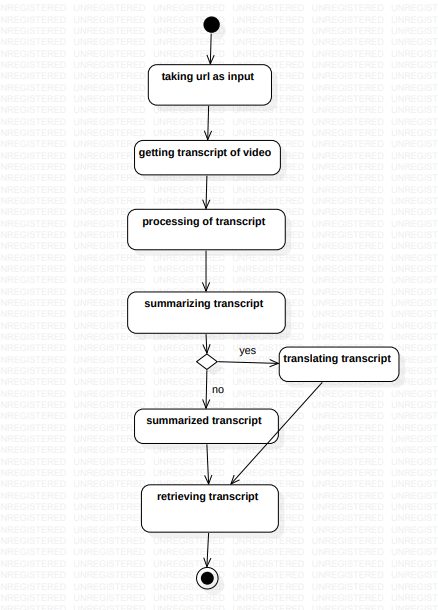 taking url as input
getting transcript of video
processing of transcript
summarizing transcript
yes
translating transcript
no
summarized transcript
retrieving transcript
UNREGISTERED